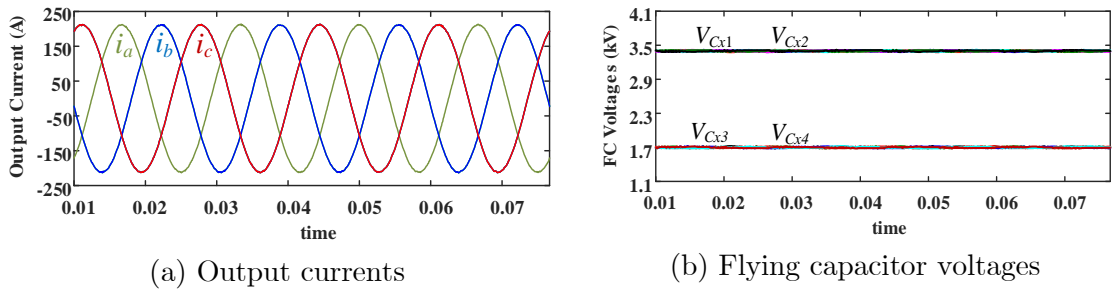 Output Current (A)
250
150
50
-50
-150
-250
i_a i_b i_c
0.01 0.02 0.03 0.04 0.05 0.06 0.07
time
(a) Output currents
FC Voltages (kV)
4.1
3.5
2.9
2.3
1.7
1.1
V_Cx1 V_Cx2
V_Cx3 V_Cx4
0.01 0.02 0.03 0.04 0.05 0.06 0.07
time
(b) Flying capacitor voltages